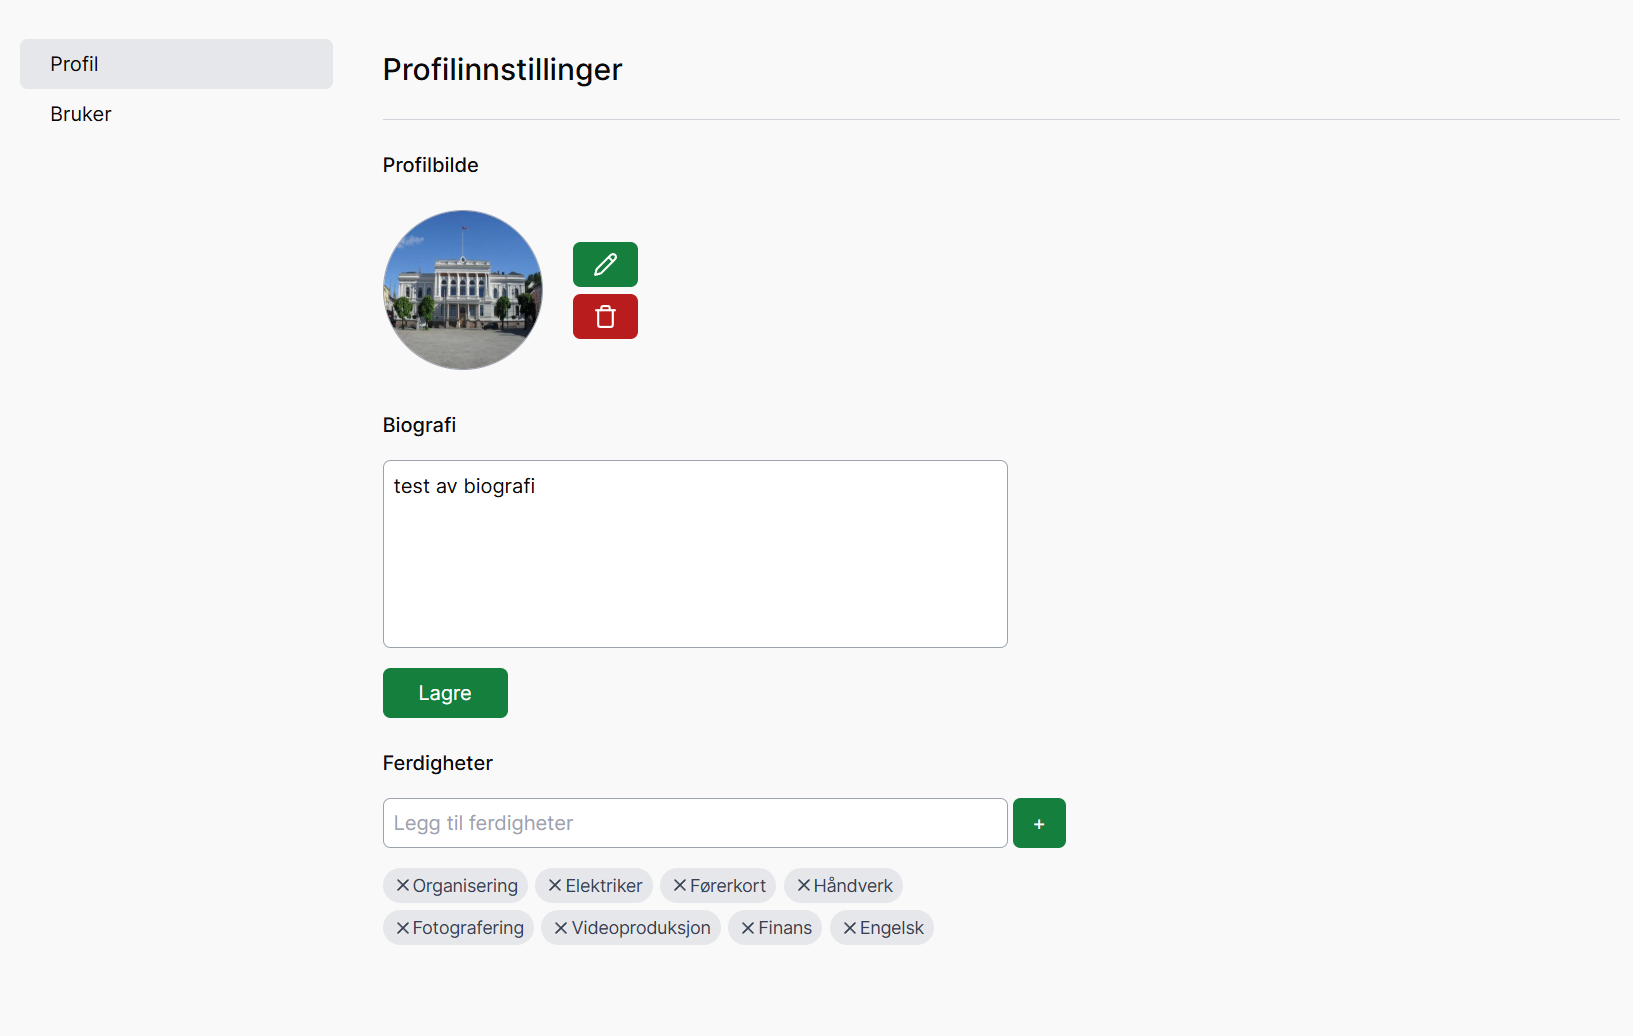 Profil
Bruker
Profilinnstillinger
Profilbilde
Biografi
test av biografi
Lagre
Ferdigheter
Legg til ferdigheter
+
Organisering Elektriker Førerkort Håndverk
Fotografering Videoproduksjon Finans Engelsk